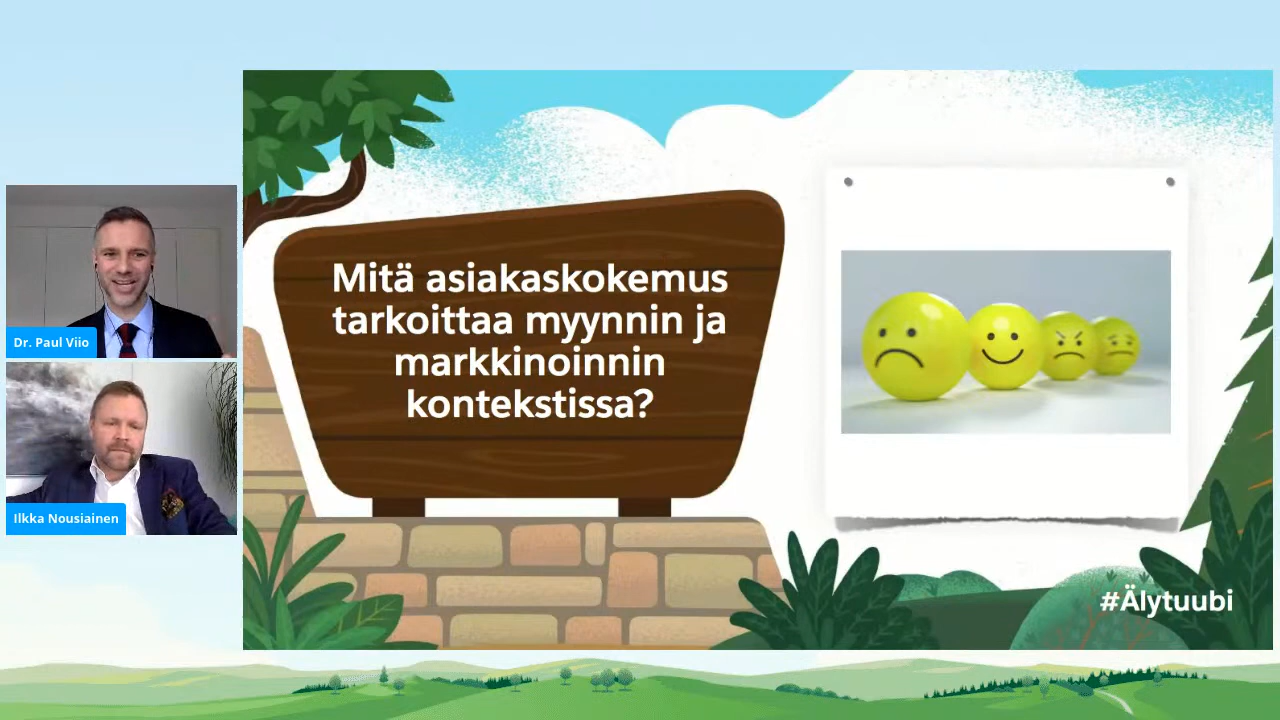 Dr. Paul Viio
Ilkka Nousiainen
Mitä asiakaskokemus
tarkoittaa myynnin ja
markkinoinnin
kontekstissa?
#Älytuubi